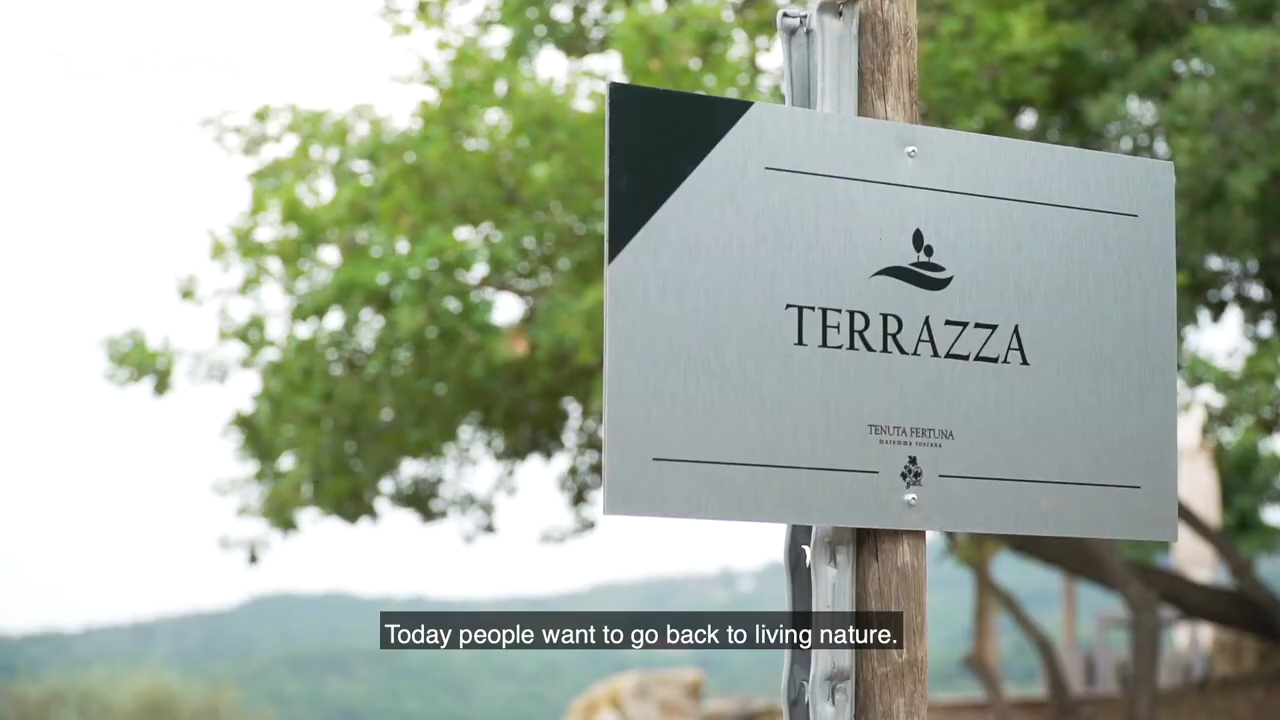 TERRAZZA
TENUTA FERTUNA
maremma toscana
Today people want to go back to living nature.